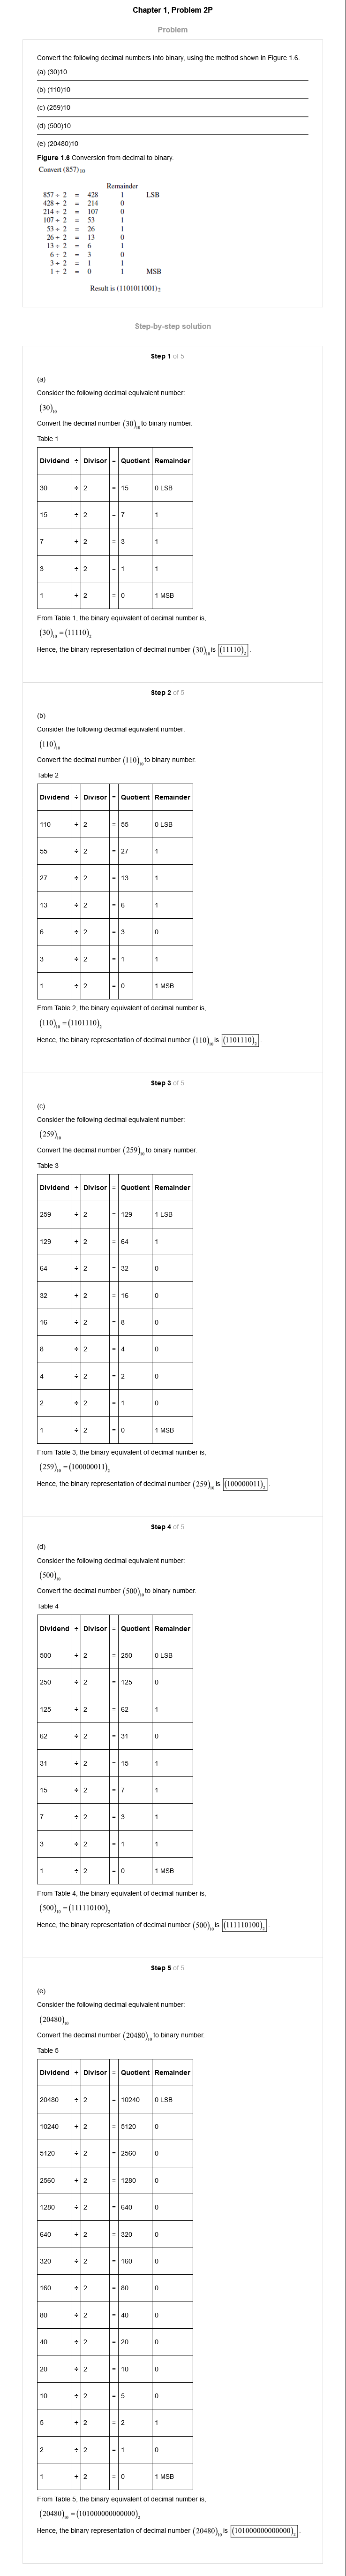 Chapter 1, Problem 2P
Problem
Convert the following decimal numbers into binary, using the method shown in Figure 1.6.
(a) (30)10
(b) (110)10
(c) (259)10
(d) (500)10
(e) (20480)10
Figure 1.6 Conversion from decimal to binary.
Convert (857)10
Remainder
857 ÷ 2 = 428 1 LSB
428 ÷ 2 = 214 0
214 ÷ 2 = 107 0
107 ÷ 2 = 53 1
53 ÷ 2 = 26 1
26 ÷ 2 = 13 0
13 ÷ 2 = 6 1
6 ÷ 2 = 3 0
3 ÷ 2 = 1 1
1 ÷ 2 = 0 1 MSB
Result is (1101011001)2
Step-by-step solution
Step 1 of 5
(a)
Consider the following decimal equivalent number:
(30)10
Convert the decimal number (30)10 to binary number.
Table 1
Dividend ÷ Divisor = Quotient Remainder
30 ÷ 2 = 15 0 LSB
15 ÷ 2 = 7 1
7 ÷ 2 = 3 1
3 ÷ 2 = 1 1
1 ÷ 2 = 0 1 MSB
From Table 1, the binary equivalent of decimal number is,
(30)10 = (11110)2
Hence, the binary representation of decimal number (30)10 is (11110)2.
Step 2 of 5
(b)
Consider the following decimal equivalent number:
(110)10
Convert the decimal number (110)10 to binary number.
Table 2
Dividend ÷ Divisor = Quotient Remainder
110 ÷ 2 = 55 0 LSB
55 ÷ 2 = 27 1
27 ÷ 2 = 13 1
13 ÷ 2 = 6 1
6 ÷ 2 = 3 0
3 ÷ 2 = 1 1
1 ÷ 2 = 0 1 MSB
From Table 2, the binary equivalent of decimal number is,
(110)10 = (1101110)2
Hence, the binary representation of decimal number (110)10 is (1101110)2.
Step 3 of 5
(c)
Consider the following decimal equivalent number:
(259)10
Convert the decimal number (259)10 to binary number.
Table 3
Dividend ÷ Divisor = Quotient Remainder
259 ÷ 2 = 129 1 LSB
129 ÷ 2 = 64 1
64 ÷ 2 = 32 0
32 ÷ 2 = 16 0
16 ÷ 2 = 8 0
8 ÷ 2 = 4 0
4 ÷ 2 = 2 0
2 ÷ 2 = 1 0
1 ÷ 2 = 0 1 MSB
From Table 3, the binary equivalent of decimal number is,
(259)10 = (100000011)2
Hence, the binary representation of decimal number (259)10 is (100000011)2.
Step 4 of 5
(d)
Consider the following decimal equivalent number:
(500)10
Convert the decimal number (500)10 to binary number.
Table 4
Dividend ÷ Divisor = Quotient Remainder
500 ÷ 2 = 250 0 LSB
250 ÷ 2 = 125 0
125 ÷ 2 = 62 1
62 ÷ 2 = 31 0
31 ÷ 2 = 15 1
15 ÷ 2 = 7 1
7 ÷ 2 = 3 1
3 ÷ 2 = 1 1
1 ÷ 2 = 0 1 MSB
From Table 4, the binary equivalent of decimal number is,
(500)10 = (111110100)2
Hence, the binary representation of decimal number (500)10 is (111110100)2.
Step 5 of 5
(e)
Consider the following decimal equivalent number:
(20480)10
Convert the decimal number (20480)10 to binary number.
Table 5
Dividend ÷ Divisor = Quotient Remainder
20480 ÷ 2 = 10240 0 LSB
10240 ÷ 2 = 5120 0
5120 ÷ 2 = 2560 0
2560 ÷ 2 = 1280 0
1280 ÷ 2 = 640 0
640 ÷ 2 = 320 0
320 ÷ 2 = 160 0
160 ÷ 2 = 80 0
80 ÷ 2 = 40 0
40 ÷ 2 = 20 0
20 ÷ 2 = 10 0
10 ÷ 2 = 5 0
5 ÷ 2 = 2 1
2 ÷ 2 = 1 0
1 ÷ 2 = 0 1 MSB
From Table 5, the binary equivalent of decimal number is,
(20480)10 = (101000000000000)2
Hence, the binary representation of decimal number (20480)10 is (101000000000000)2.